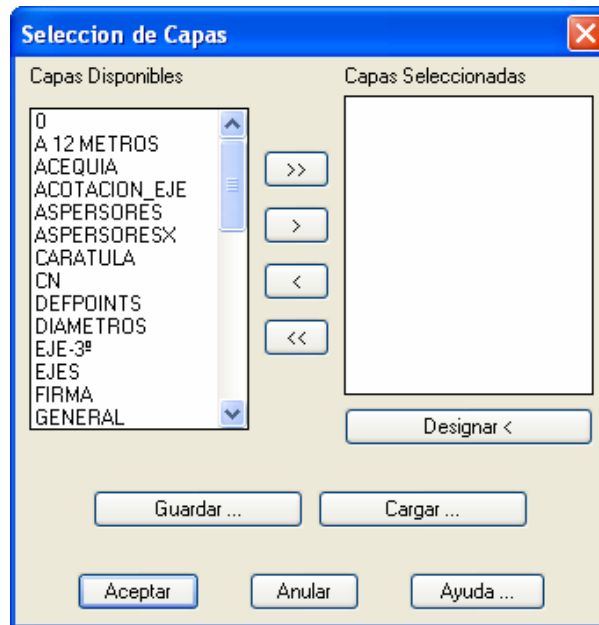 Seleccion de Capas
Capas Disponibles
Capas Seleccionadas
0
A 12 METROS
ACEQUIA
ACOTACION_EJE
ASPERSORES
ASPERSORESX
CARATULA
CN
DEFPOINTS
DIAMETROS
EJE-3º
EJES
FIRMA
GENERAL
>>
>
<
<<
Designar <
Guardar ...
Cargar ...
Aceptar
Anular
Ayuda ...